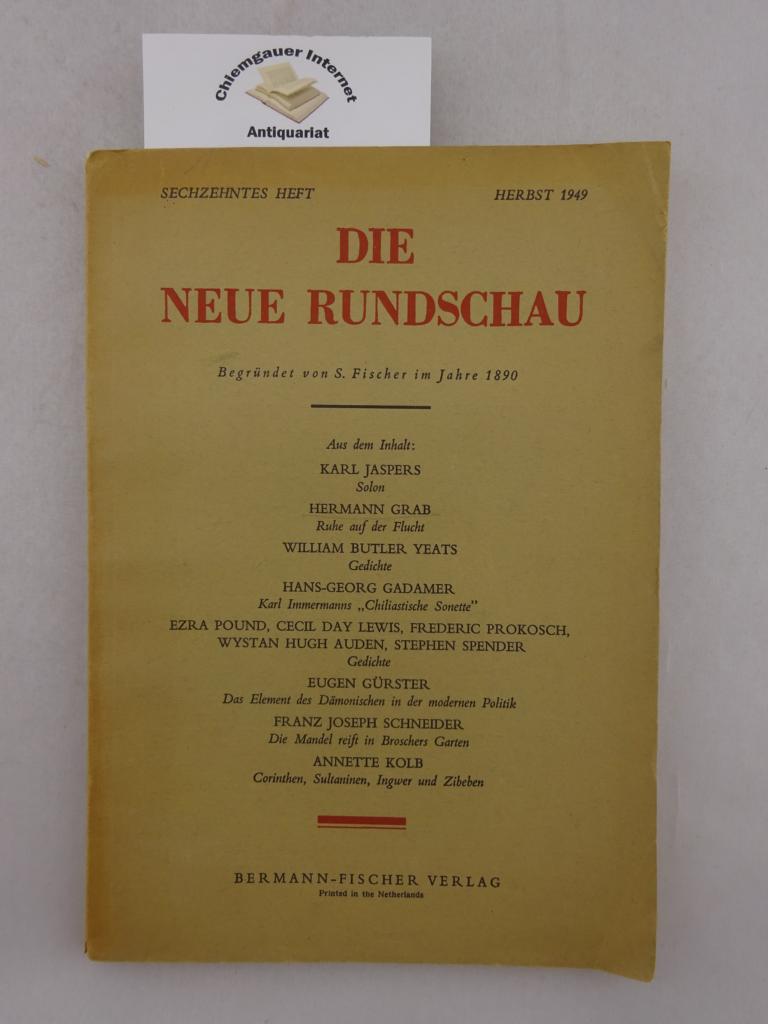 Chiemgauer Internet
Antiquariat
SECHZEHNTES HEFT HERBST 1949
DIE
NEUE RUNDSCHAU
Begründet von S. Fischer im Jahre 1890
Aus dem Inhalt:
KARL JASPERS
Solon
HERMANN GRAB
Ruhe auf der Flucht
WILLIAM BUTLER YEATS
Gedichte
HANS-GEORG GADAMER
Karl Immermanns „Chiliastische Sonette"
EZRA POUND, CECIL DAY LEWIS, FREDERIC PROKOSCH,
WYSTAN HUGH AUDEN, STEPHEN SPENDER
Gedichte
EUGEN GÜRSTER
Das Element des Dämonischen in der modernen Politik
FRANZ JOSEPH SCHNEIDER
Die Mandel reift in Broschers Garten
ANNETTE KOLB
Corinthen, Sultaninen, Ingwer und Zibeben
BERMANN-FISCHER VERLAG
Printed in the Netherlands